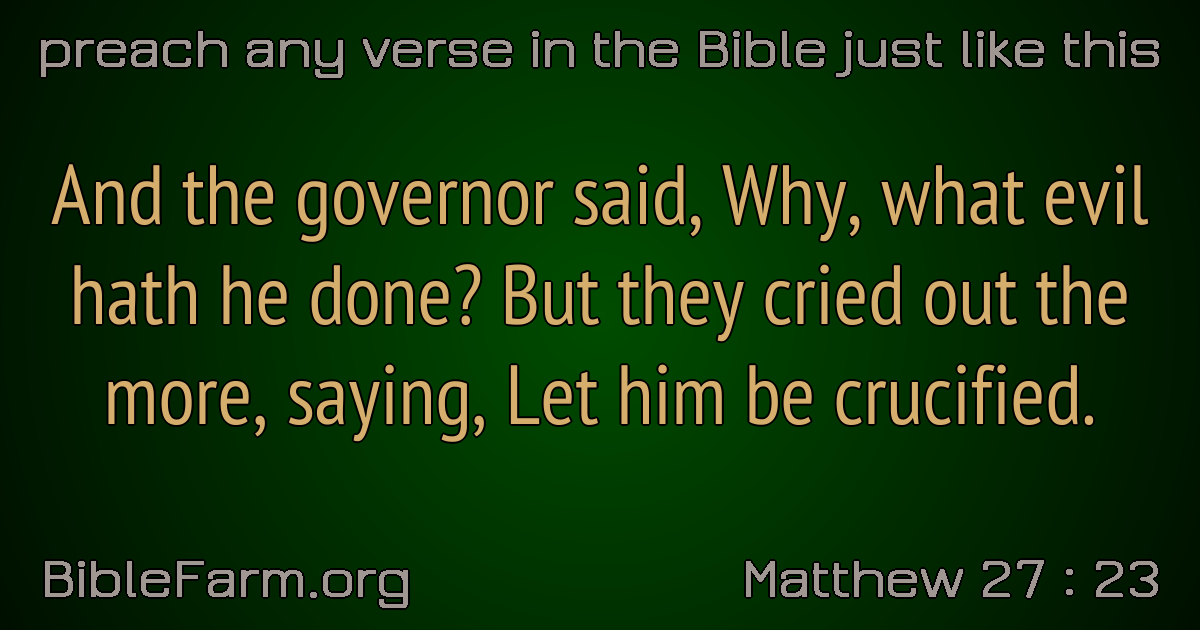 preach any verse in the Bible just like this
And the governor said, Why, what evil
hath he done? But they cried out the
more, saying, Let him be crucified.
BibleFarm.org
Matthew 27 : 23